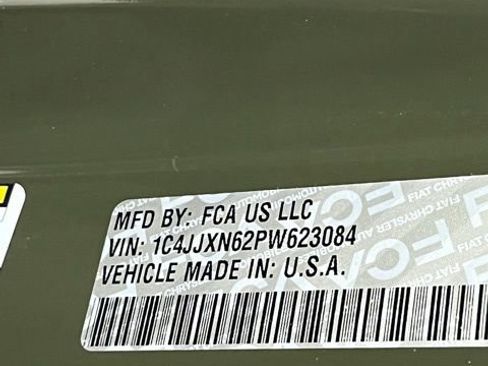 MFD BY: FCA US LLC
VIN: 1C4JJXN62PW623084
VEHICLE MADE IN: U.S.A.